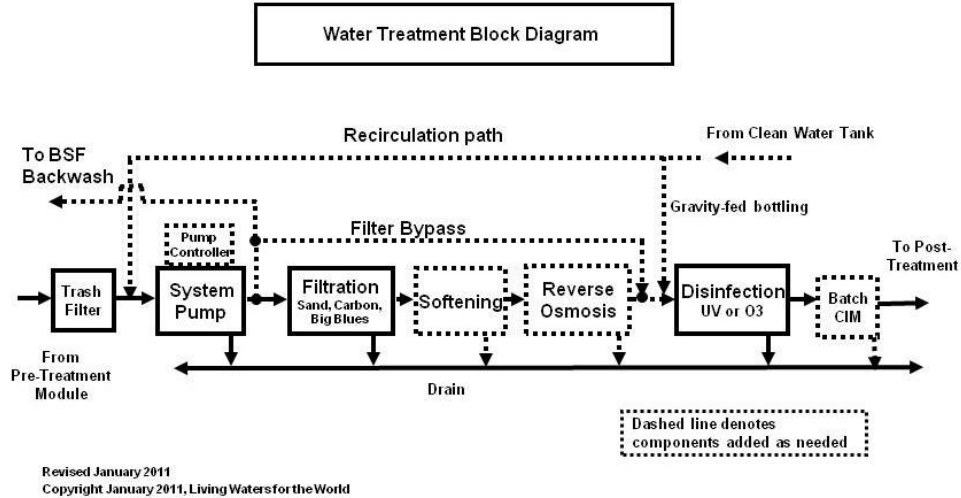 Water Treatment Block Diagram
Recirculation path
From Clean Water Tank
To BSF
Backwash
Gravity-fed bottling
Pump
Controller
Filter Bypass
To Post-
Treatment
Trash
Filter
System
Pump
Filtration
Sand, Carbon,
Big Blues
Softening
Reverse
Osmosis
Disinfection
UV or O3
Batch
CIM
From
Pre-Treatment
Module
Drain
Dashed line denotes
components added as needed
Revised January 2011
Copyright January 2011, Living Waters for the World